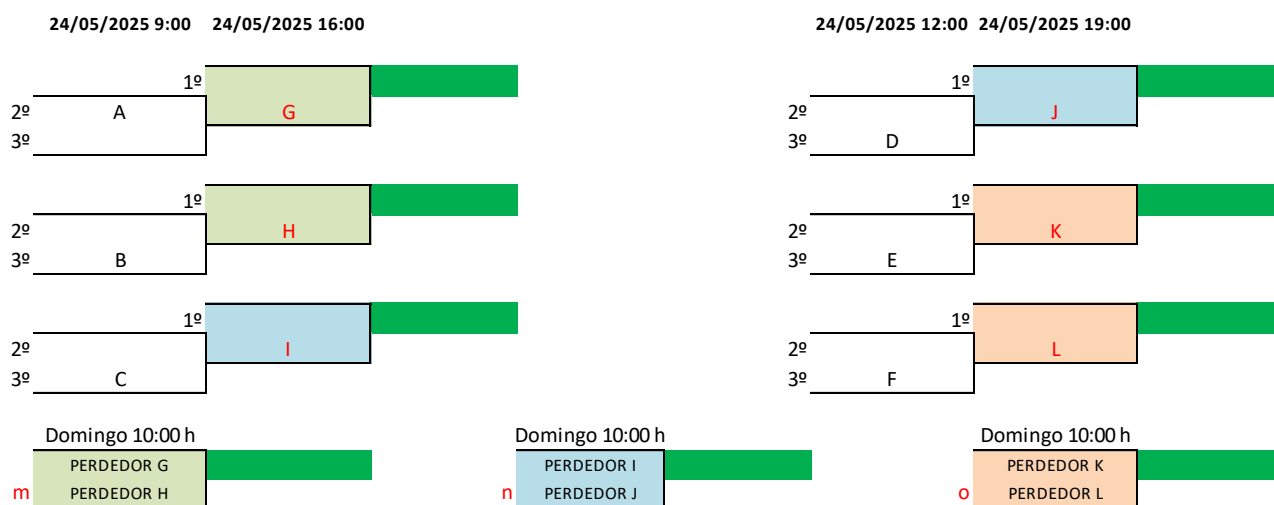 24/05/2025 9:00 24/05/2025 16:00 24/05/2025 12:00 24/05/2025 19:00
1º 1º
2º A G 2º J
3º 3º D
1º 1º
2º H 2º K
3º B 3º E
1º 1º
2º I 2º L
3º C 3º F
Domingo 10:00 h Domingo 10:00 h Domingo 10:00 h
PERDEDOR G PERDEDOR I PERDEDOR K
m PERDEDOR H n PERDEDOR J o PERDEDOR L